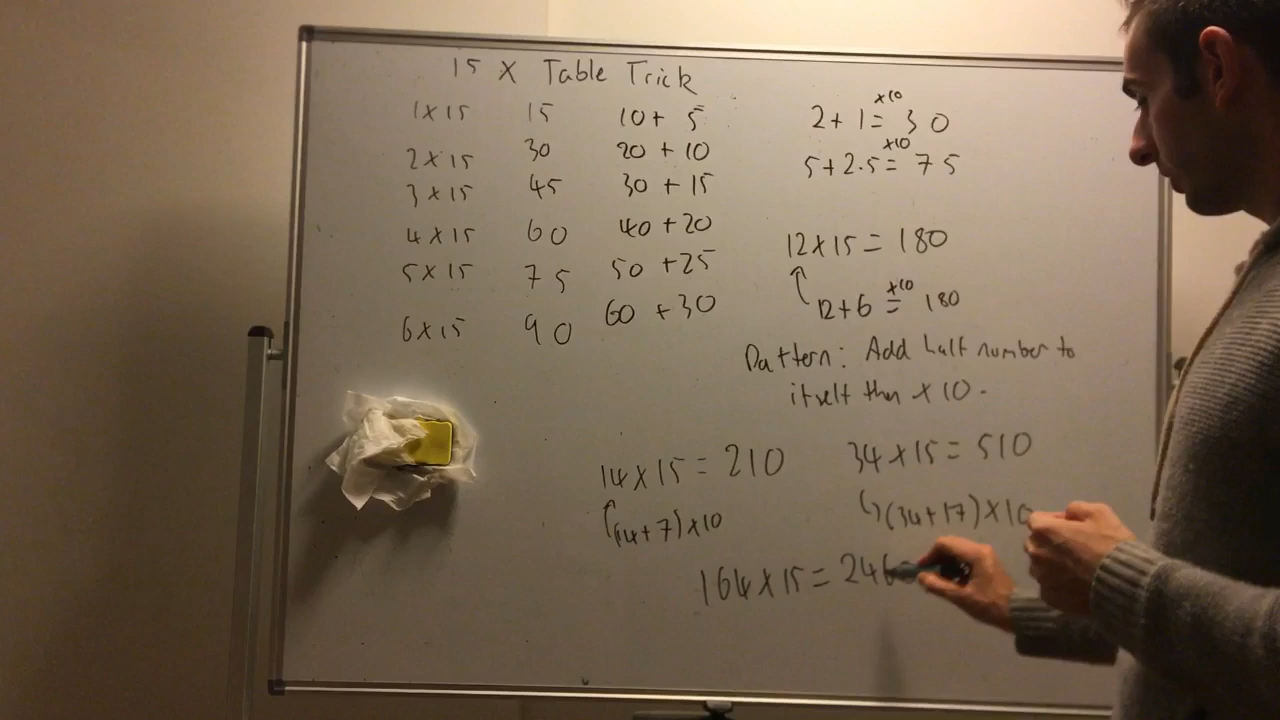 15 X Table Trick
1x15 15 10+ 5
2x15 30 20 + 10
3x15 45 30 + 15
4x15 60 40 +20
5x15 75 50 +25
6x15 90 60 +30
x10
2+1= 30
x10
5+2.5= 75
12x15 = 180
x10
12+6 = 180
Pattern: Add half number to
itself then x 10.
14x15 = 210
(14+7)x10
34x15= 510
(34+17)x10
164x15= 246